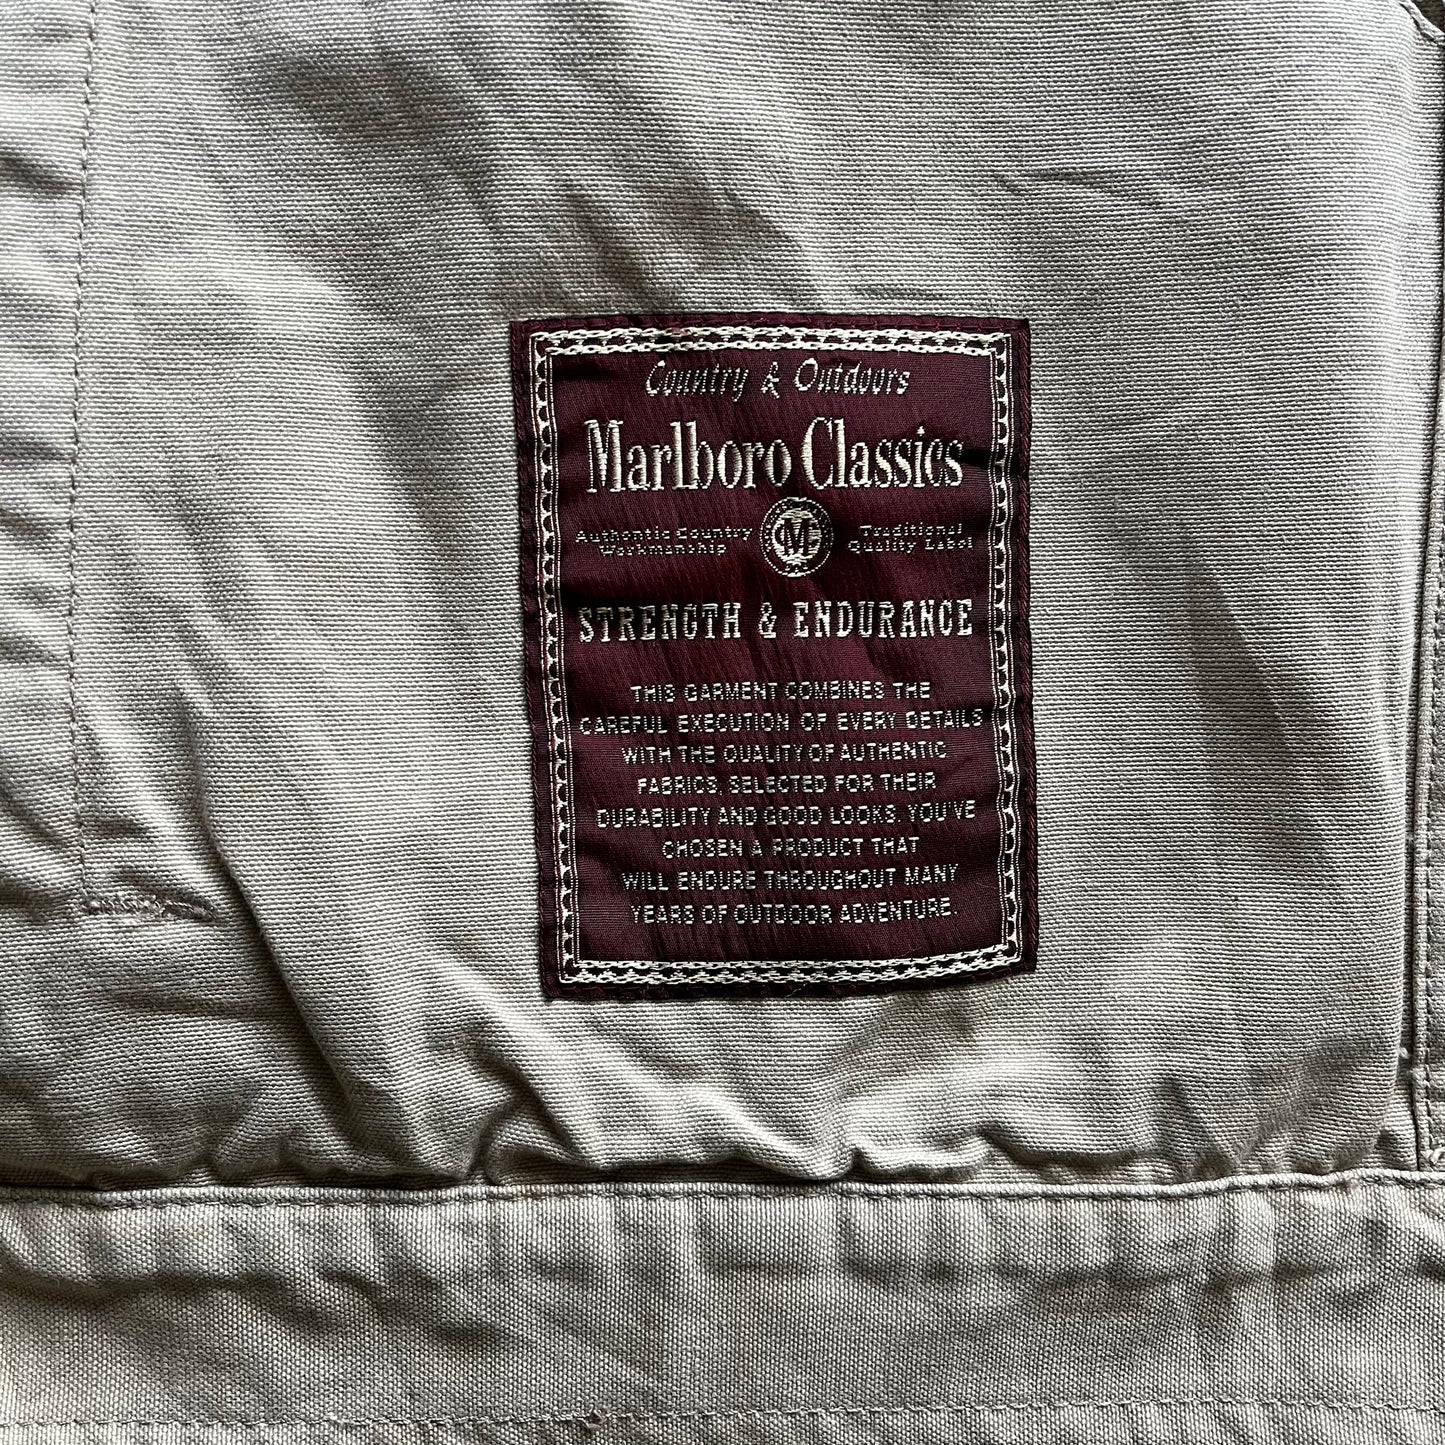 Country & Outdoors
Marlboro Classics
Authentic Country
Workmanship
MC
Traditional
Quality Label
STRENGTH & ENDURANCE
THIS GARMENT COMBINES THE
CAREFUL EXECUTION OF EVERY DETAILS
WITH THE QUALITY OF AUTHENTIC
FABRICS, SELECTED FOR THEIR
DURABILITY AND GOOD LOOKS. YOU'VE
CHOSEN A PRODUCT THAT
WILL ENDURE THROUGHOUT MANY
YEARS OF OUTDOOR ADVENTURE.